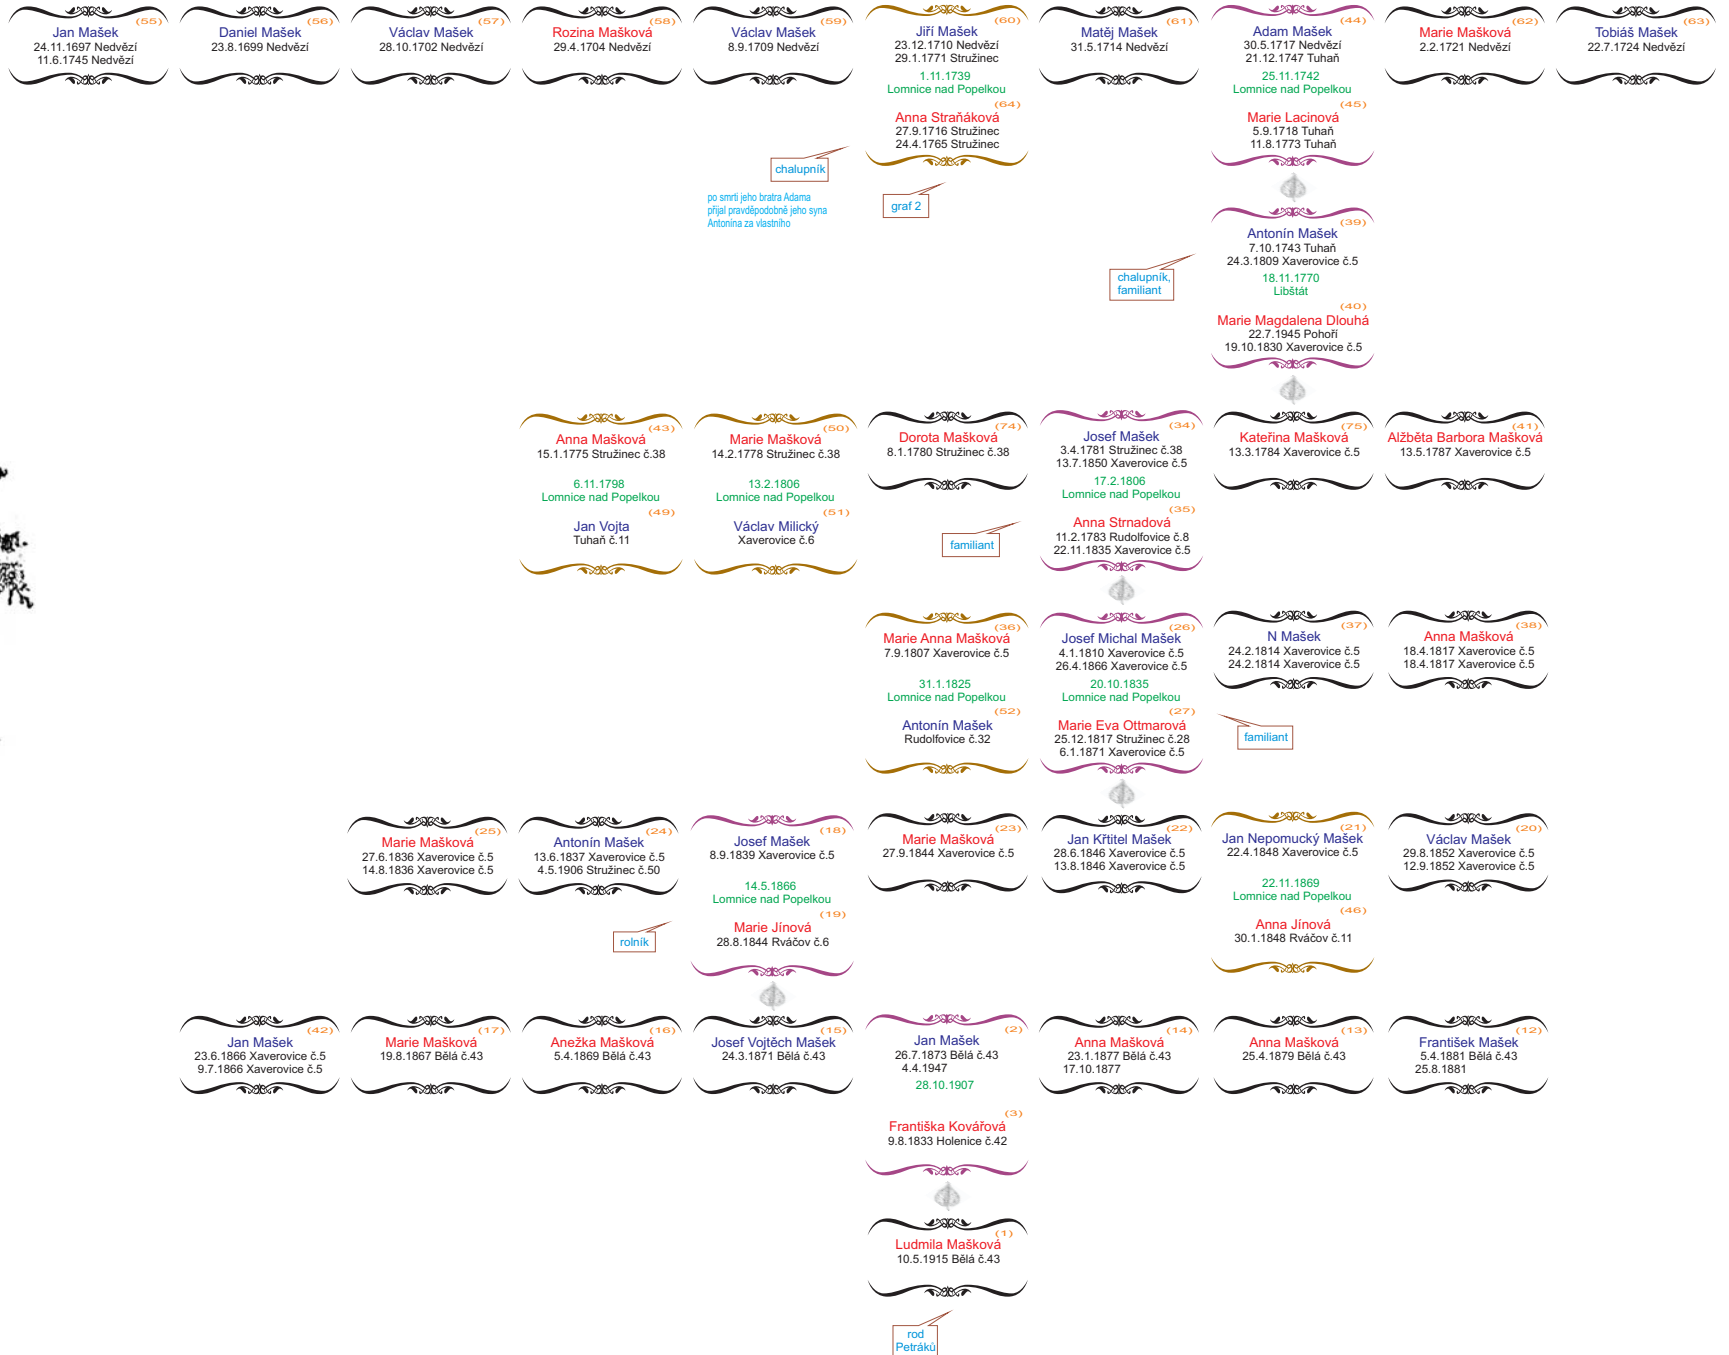 (55)
Jan Mašek
24.11.1697 Nedvězí
11.6.1745 Nedvězí
(56)
Daniel Mašek
23.8.1699 Nedvězí
(57)
Václav Mašek
28.10.1702 Nedvězí
(58)
Rozina Mašková
29.4.1704 Nedvězí
(59)
Václav Mašek
8.9.1709 Nedvězí
(60)
Jiří Mašek
23.12.1710 Nedvězí
29.1.1771 Stružinec
1.11.1739
Lomnice nad Popelkou
(64)
Anna Straňáková
27.9.1716 Stružinec
24.4.1765 Stružinec
(61)
Matěj Mašek
31.5.1714 Nedvězí
(44)
Adam Mašek
30.5.1717 Nedvězí
21.12.1747 Tuhaň
25.11.1742
Lomnice nad Popelkou
(45)
Marie Lacinová
5.9.1718 Tuhaň
11.8.1773 Tuhaň
(62)
Marie Mašková
2.2.1721 Nedvězí
(63)
Tobiáš Mašek
22.7.1724 Nedvězí
chalupník
po smrti jeho bratra Adama
přijal pravděpodobně jeho syna
Antonína za vlastního
graf 2
(39)
Antonín Mašek
7.10.1743 Tuhaň
24.3.1809 Xaverovice č.5
18.11.1770
Libštát
(40)
Marie Magdalena Dlouhá
22.7.1945 Pohoří
19.10.1830 Xaverovice č.5
chalupník,
familiant
(43)
Anna Mašková
15.1.1775 Stružinec č.38
6.11.1798
Lomnice nad Popelkou
(49)
Jan Vojta
Tuhaň č.11
(50)
Marie Mašková
14.2.1778 Stružinec č.38
13.2.1806
Lomnice nad Popelkou
(51)
Václav Milický
Xaverovice č.6
(74)
Dorota Mašková
8.1.1780 Stružinec č.38
(34)
Josef Mašek
3.4.1781 Stružinec č.38
13.7.1850 Xaverovice č.5
17.2.1806
Lomnice nad Popelkou
(35)
Anna Strnadová
11.2.1783 Rudolfovice č.8
22.11.1835 Xaverovice č.5
(75)
Kateřina Mašková
13.3.1784 Xaverovice č.5
(41)
Alžběta Barbora Mašková
13.5.1787 Xaverovice č.5
familiant
(36)
Marie Anna Mašková
7.9.1807 Xaverovice č.5
31.1.1825
Lomnice nad Popelkou
(52)
Antonín Mašek
Rudolfovice č.32
(26)
Josef Michal Mašek
4.1.1810 Xaverovice č.5
26.4.1866 Xaverovice č.5
20.10.1835
Lomnice nad Popelkou
(27)
Marie Eva Ottmarová
25.12.1817 Stružinec č.28
6.1.1871 Xaverovice č.5
(37)
N Mašek
24.2.1814 Xaverovice č.5
24.2.1814 Xaverovice č.5
(38)
Anna Mašková
18.4.1817 Xaverovice č.5
18.4.1817 Xaverovice č.5
familiant
(25)
Marie Mašková
27.6.1836 Xaverovice č.5
14.8.1836 Xaverovice č.5
(24)
Antonín Mašek
13.6.1837 Xaverovice č.5
4.5.1906 Stružinec č.50
(18)
Josef Mašek
8.9.1839 Xaverovice č.5
14.5.1866
Lomnice nad Popelkou
(19)
Marie Jínová
28.8.1844 Rváčov č.6
(23)
Marie Mašková
27.9.1844 Xaverovice č.5
(22)
Jan Křtitel Mašek
28.6.1846 Xaverovice č.5
13.8.1846 Xaverovice č.5
(21)
Jan Nepomucký Mašek
22.4.1848 Xaverovice č.5
22.11.1869
Lomnice nad Popelkou
(46)
Anna Jínová
30.1.1848 Rváčov č.11
(20)
Václav Mašek
29.8.1852 Xaverovice č.5
12.9.1852 Xaverovice č.5
rolník
(42)
Jan Mašek
23.6.1866 Xaverovice č.5
9.7.1866 Xaverovice č.5
(17)
Marie Mašková
19.8.1867 Bělá č.43
(16)
Anežka Mašková
5.4.1869 Bělá č.43
(15)
Josef Vojtěch Mašek
24.3.1871 Bělá č.43
(2)
Jan Mašek
26.7.1873 Bělá č.43
4.4.1947
28.10.1907
(3)
Františka Kovářová
9.8.1833 Holenice č.42
(14)
Anna Mašková
23.1.1877 Bělá č.43
17.10.1877
(13)
Anna Mašková
25.4.1879 Bělá č.43
(12)
František Mašek
5.4.1881 Bělá č.43
25.8.1881
(1)
Ludmila Mašková
10.5.1915 Bělá č.43
rod
Petráků